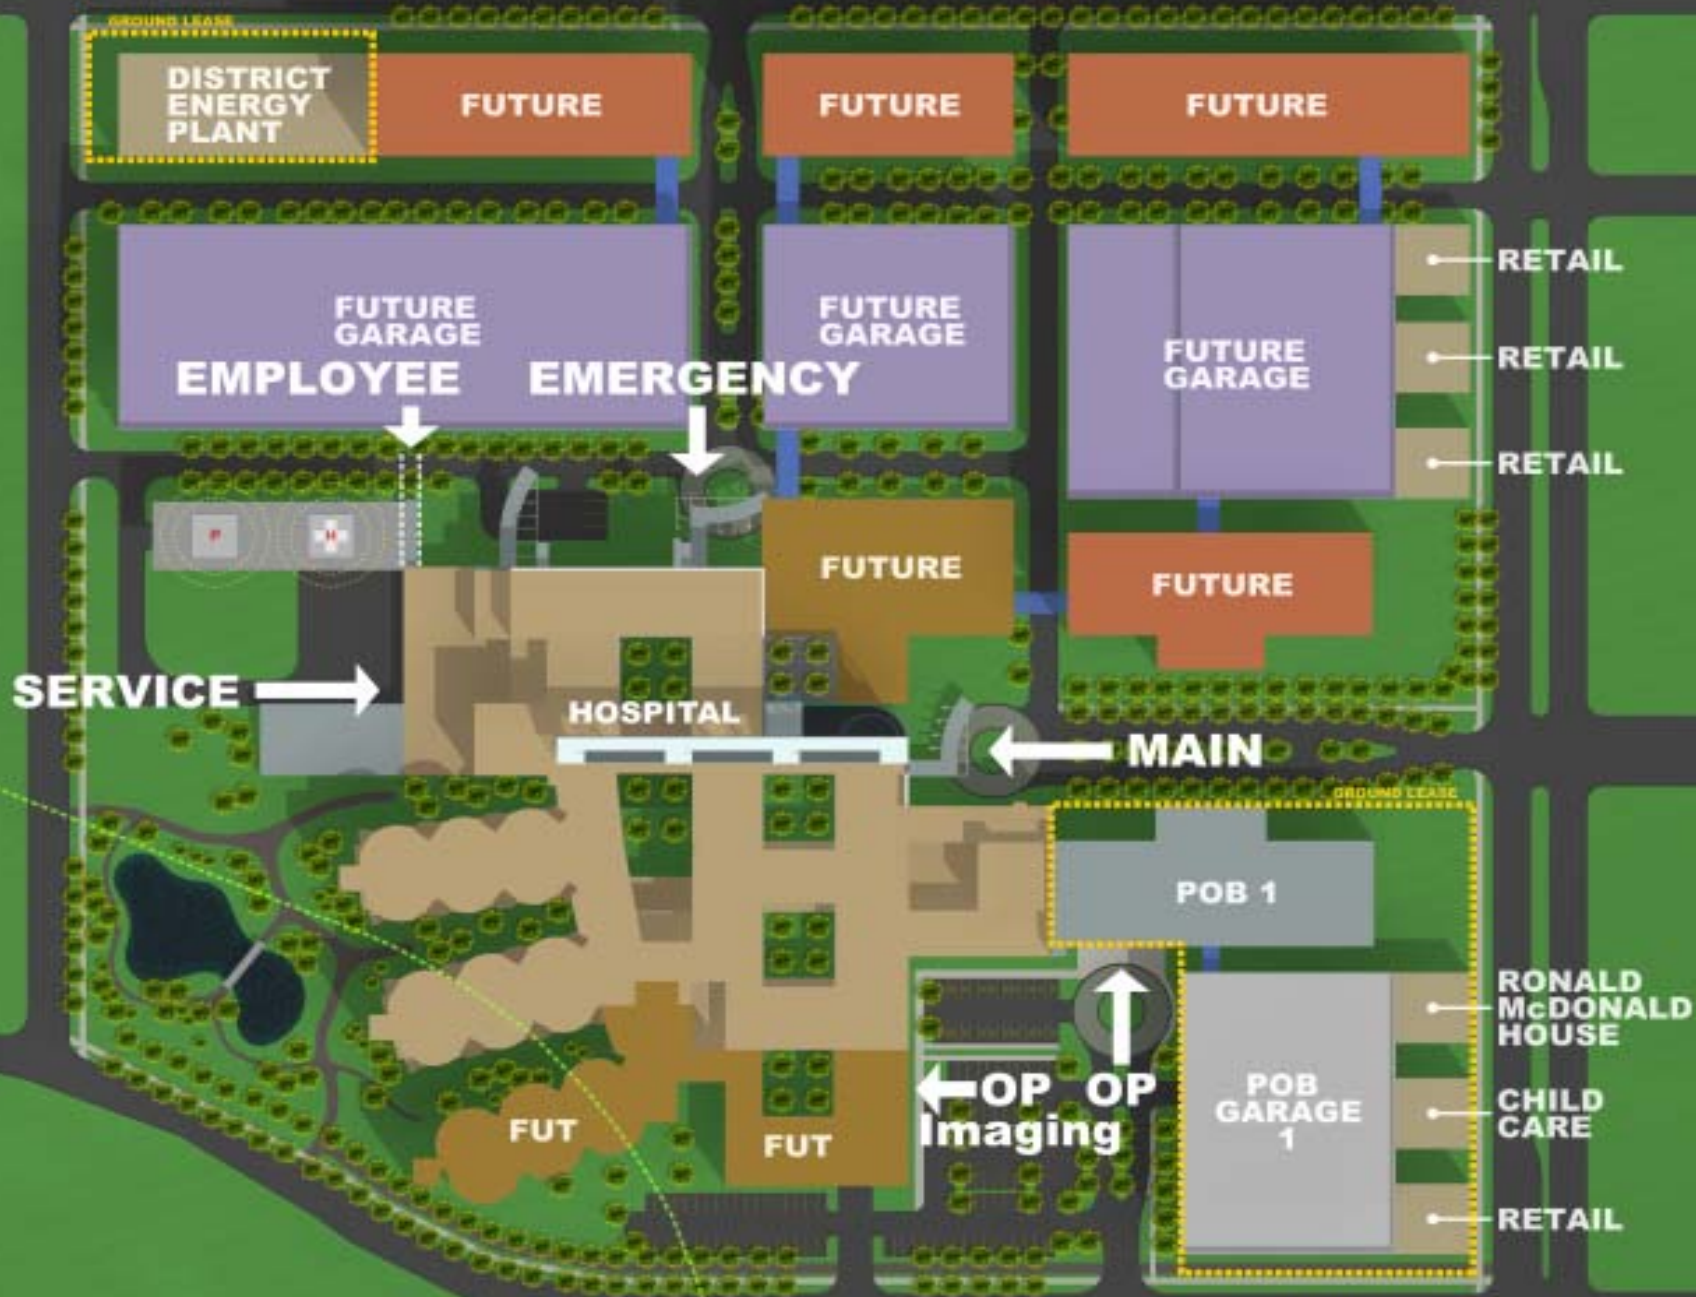 GROUND LEASE
DISTRICT
ENERGY
PLANT
FUTURE
FUTURE
FUTURE
FUTURE
GARAGE
FUTURE
GARAGE
FUTURE
GARAGE
RETAIL
RETAIL
RETAIL
EMPLOYEE
EMERGENCY
P
H
FUTURE
FUTURE
SERVICE
HOSPITAL
MAIN
GROUND LEASE
POB 1
RONALD
McDONALD
HOUSE
OP
Imaging
OP
POB
GARAGE
1
CHILD
CARE
FUT
FUT
RETAIL